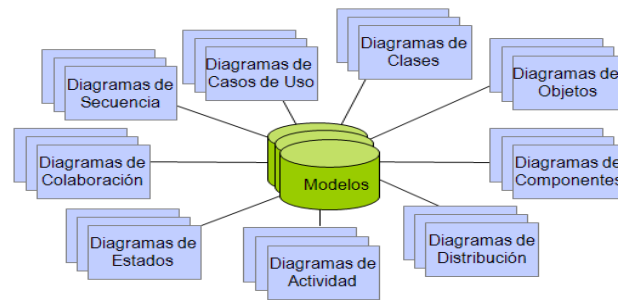 Diagramas de
Secuencia
Diagramas de
Casos de Uso
Diagramas de
Clases
Diagramas de
Objetos
Diagramas de
Colaboración
Modelos
Diagramas de
Componentes
Diagramas de
Estados
Diagramas de
Actividad
Diagramas de
Distribución